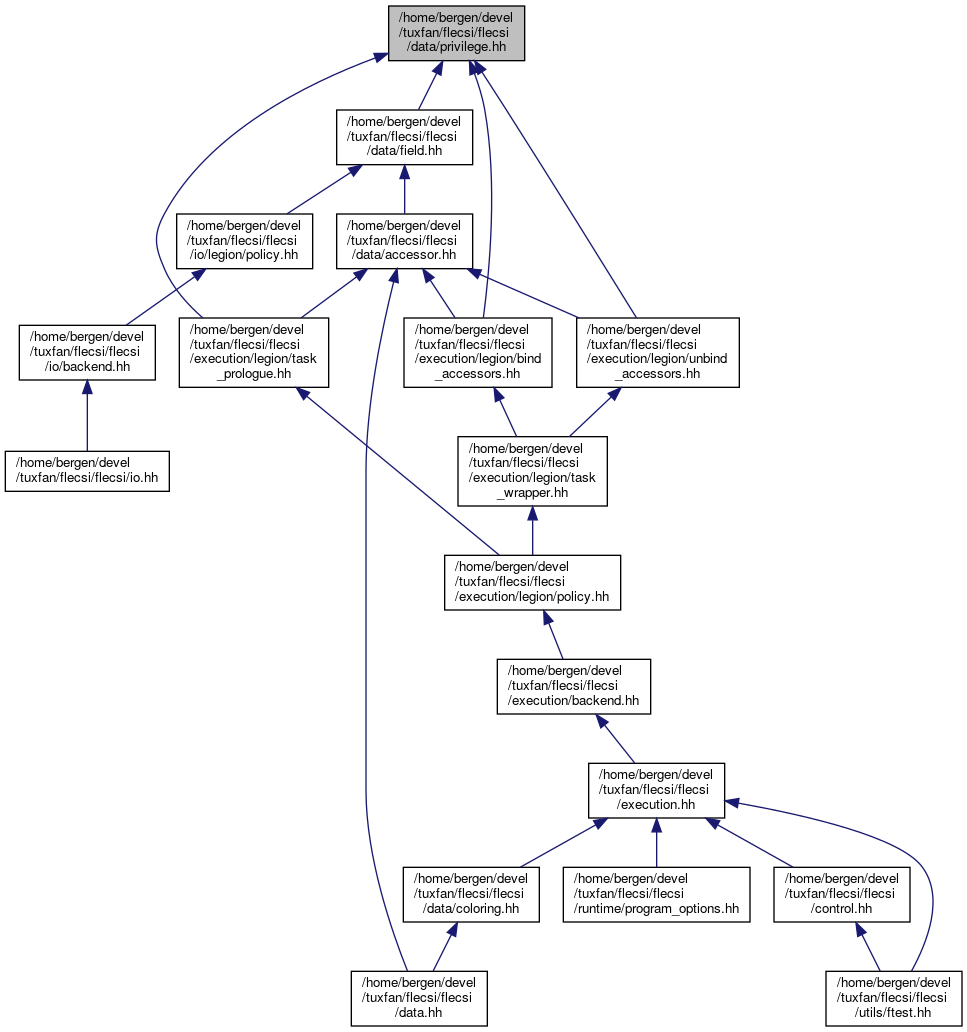 /home/bergen/devel
/tuxfan/flecsi/flecsi
/data/privilege.hh
/home/bergen/devel
/tuxfan/flecsi/flecsi
/data/field.hh
/home/bergen/devel
/tuxfan/flecsi/flecsi
/io/legion/policy.hh
/home/bergen/devel
/tuxfan/flecsi/flecsi
/data/accessor.hh
/home/bergen/devel
/tuxfan/flecsi/flecsi
/io/backend.hh
/home/bergen/devel
/tuxfan/flecsi/flecsi
/execution/legion/task
_prologue.hh
/home/bergen/devel
/tuxfan/flecsi/flecsi
/execution/legion/bind
_accessors.hh
/home/bergen/devel
/tuxfan/flecsi/flecsi
/execution/legion/unbind
_accessors.hh
/home/bergen/devel
/tuxfan/flecsi/flecsi/io.hh
/home/bergen/devel
/tuxfan/flecsi/flecsi
/execution/legion/task
_wrapper.hh
/home/bergen/devel
/tuxfan/flecsi/flecsi
/execution/legion/policy.hh
/home/bergen/devel
/tuxfan/flecsi/flecsi
/execution/backend.hh
/home/bergen/devel
/tuxfan/flecsi/flecsi
/execution.hh
/home/bergen/devel
/tuxfan/flecsi/flecsi
/data/coloring.hh
/home/bergen/devel
/tuxfan/flecsi/flecsi
/runtime/program_options.hh
/home/bergen/devel
/tuxfan/flecsi/flecsi
/control.hh
/home/bergen/devel
/tuxfan/flecsi/flecsi
/data.hh
/home/bergen/devel
/tuxfan/flecsi/flecsi
/utils/ftest.hh